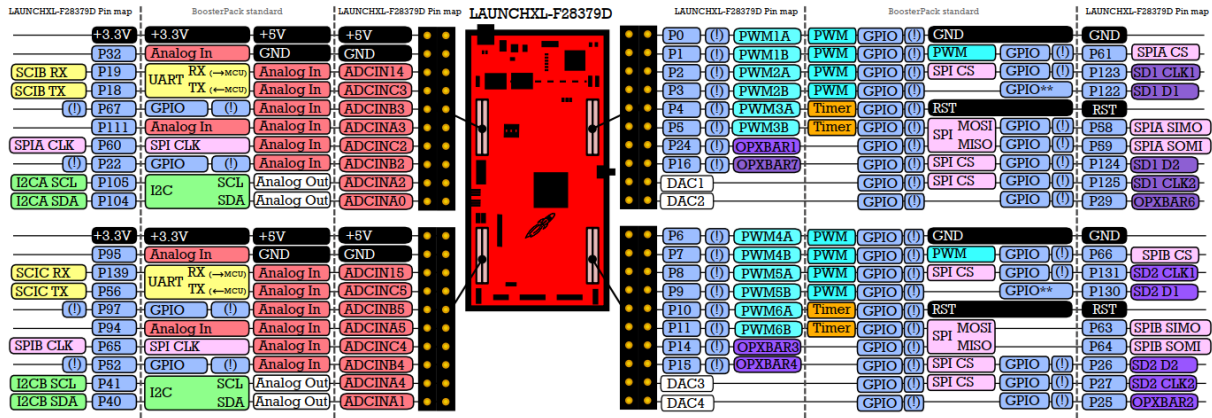 LAUNCHXL-F28379D Pin map BoosterPack standard LAUNCHXL-F28379D Pin map LAUNCHXL-F28379D LAUNCHXL-F28379D Pin map BoosterPack standard LAUNCHXL-F28379D Pin map
+3.3V +3.3V +5V +5V P0 (!) PWM1A PWM GPIO (!) GND GND
P32 Analog In GND GND P1 (!) PWM1B PWM GPIO (!) PWM GPIO (!) P61 SPIA CS
SCIB RX P19 UART RX (→MCU) Analog In ADCIN14 P2 (!) PWM2A PWM GPIO (!) SPI CS GPIO (!) P123 SD1 CLK1
SCIB TX P18 TX (←MCU) Analog In ADCINC3 P3 (!) PWM2B PWM GPIO (!) GPIO** P122 SD1 D1
(!) P67 GPIO (!) Analog In ADCINB3 P4 (!) PWM3A Timer GPIO (!) RST RST
P111 Analog In Analog In ADCINA3 P5 (!) PWM3B Timer GPIO (!) SPI MOSI GPIO (!) P58 SPIA SIMO
SPIA CLK P60 SPI CLK Analog In ADCINC2 P24 (!) OPXBAR1 GPIO (!) MISO GPIO (!) P59 SPIA SOMI
(!) P22 GPIO (!) Analog In ADCINB2 P16 (!) OPXBAR7 GPIO (!) SPI CS GPIO (!) P124 SD1 D2
I2CA SCL P105 I2C SCL Analog Out ADCINA2 DAC1 GPIO (!) SPI CS GPIO (!) P125 SD1 CLK2
I2CA SDA P104 SDA Analog Out ADCINA0 DAC2 GPIO (!) GPIO (!) P29 OPXBAR6
+3.3V +3.3V +5V +5V P6 (!) PWM4A PWM GPIO (!) GND GND
P95 Analog In GND GND P7 (!) PWM4B PWM GPIO (!) PWM GPIO (!) P66 SPIB CS
SCIC RX P139 UART RX (→MCU) Analog In ADCIN15 P8 (!) PWM5A PWM GPIO (!) SPI CS GPIO (!) P131 SD2 CLK1
SCIC TX P56 TX (←MCU) Analog In ADCINC5 P9 (!) PWM5B PWM GPIO (!) GPIO** P130 SD2 D1
(!) P97 GPIO (!) Analog In ADCINB5 P10 (!) PWM6A Timer GPIO (!) RST RST
P94 Analog In Analog In ADCINA5 P11 (!) PWM6B Timer GPIO (!) SPI MOSI P63 SPIB SIMO
SPIB CLK P65 SPI CLK Analog In ADCINC4 P14 (!) OPXBAR3 GPIO (!) MISO P64 SPIB SOMI
(!) P52 GPIO (!) Analog In ADCINB4 P15 (!) OPXBAR4 GPIO (!) SPI CS GPIO (!) P26 SD2 D2
I2CB SCL P41 I2C SCL Analog Out ADCINA4 DAC3 GPIO (!) SPI CS GPIO (!) P27 SD2 CLK2
I2CB SDA P40 SDA Analog Out ADCINA1 DAC4 GPIO (!) GPIO (!) P25 OPXBAR2